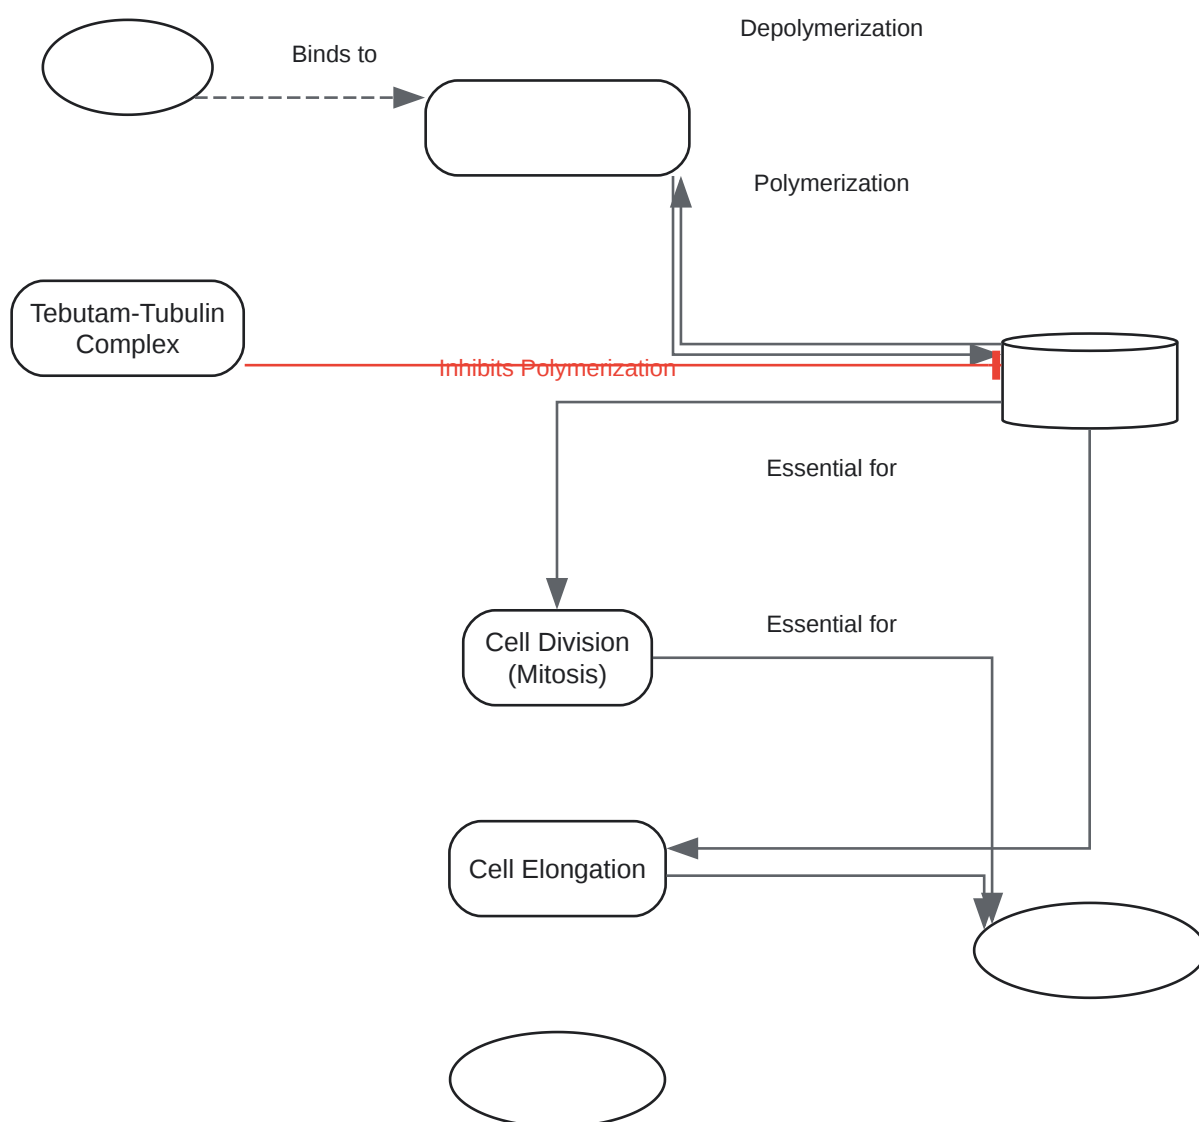 Depolymerization
Binds to
Polymerization
Tebutam-Tubulin
Complex
Inhibits Polymerization
Essential for
Essential for
Cell Division
(Mitosis)
Cell Elongation